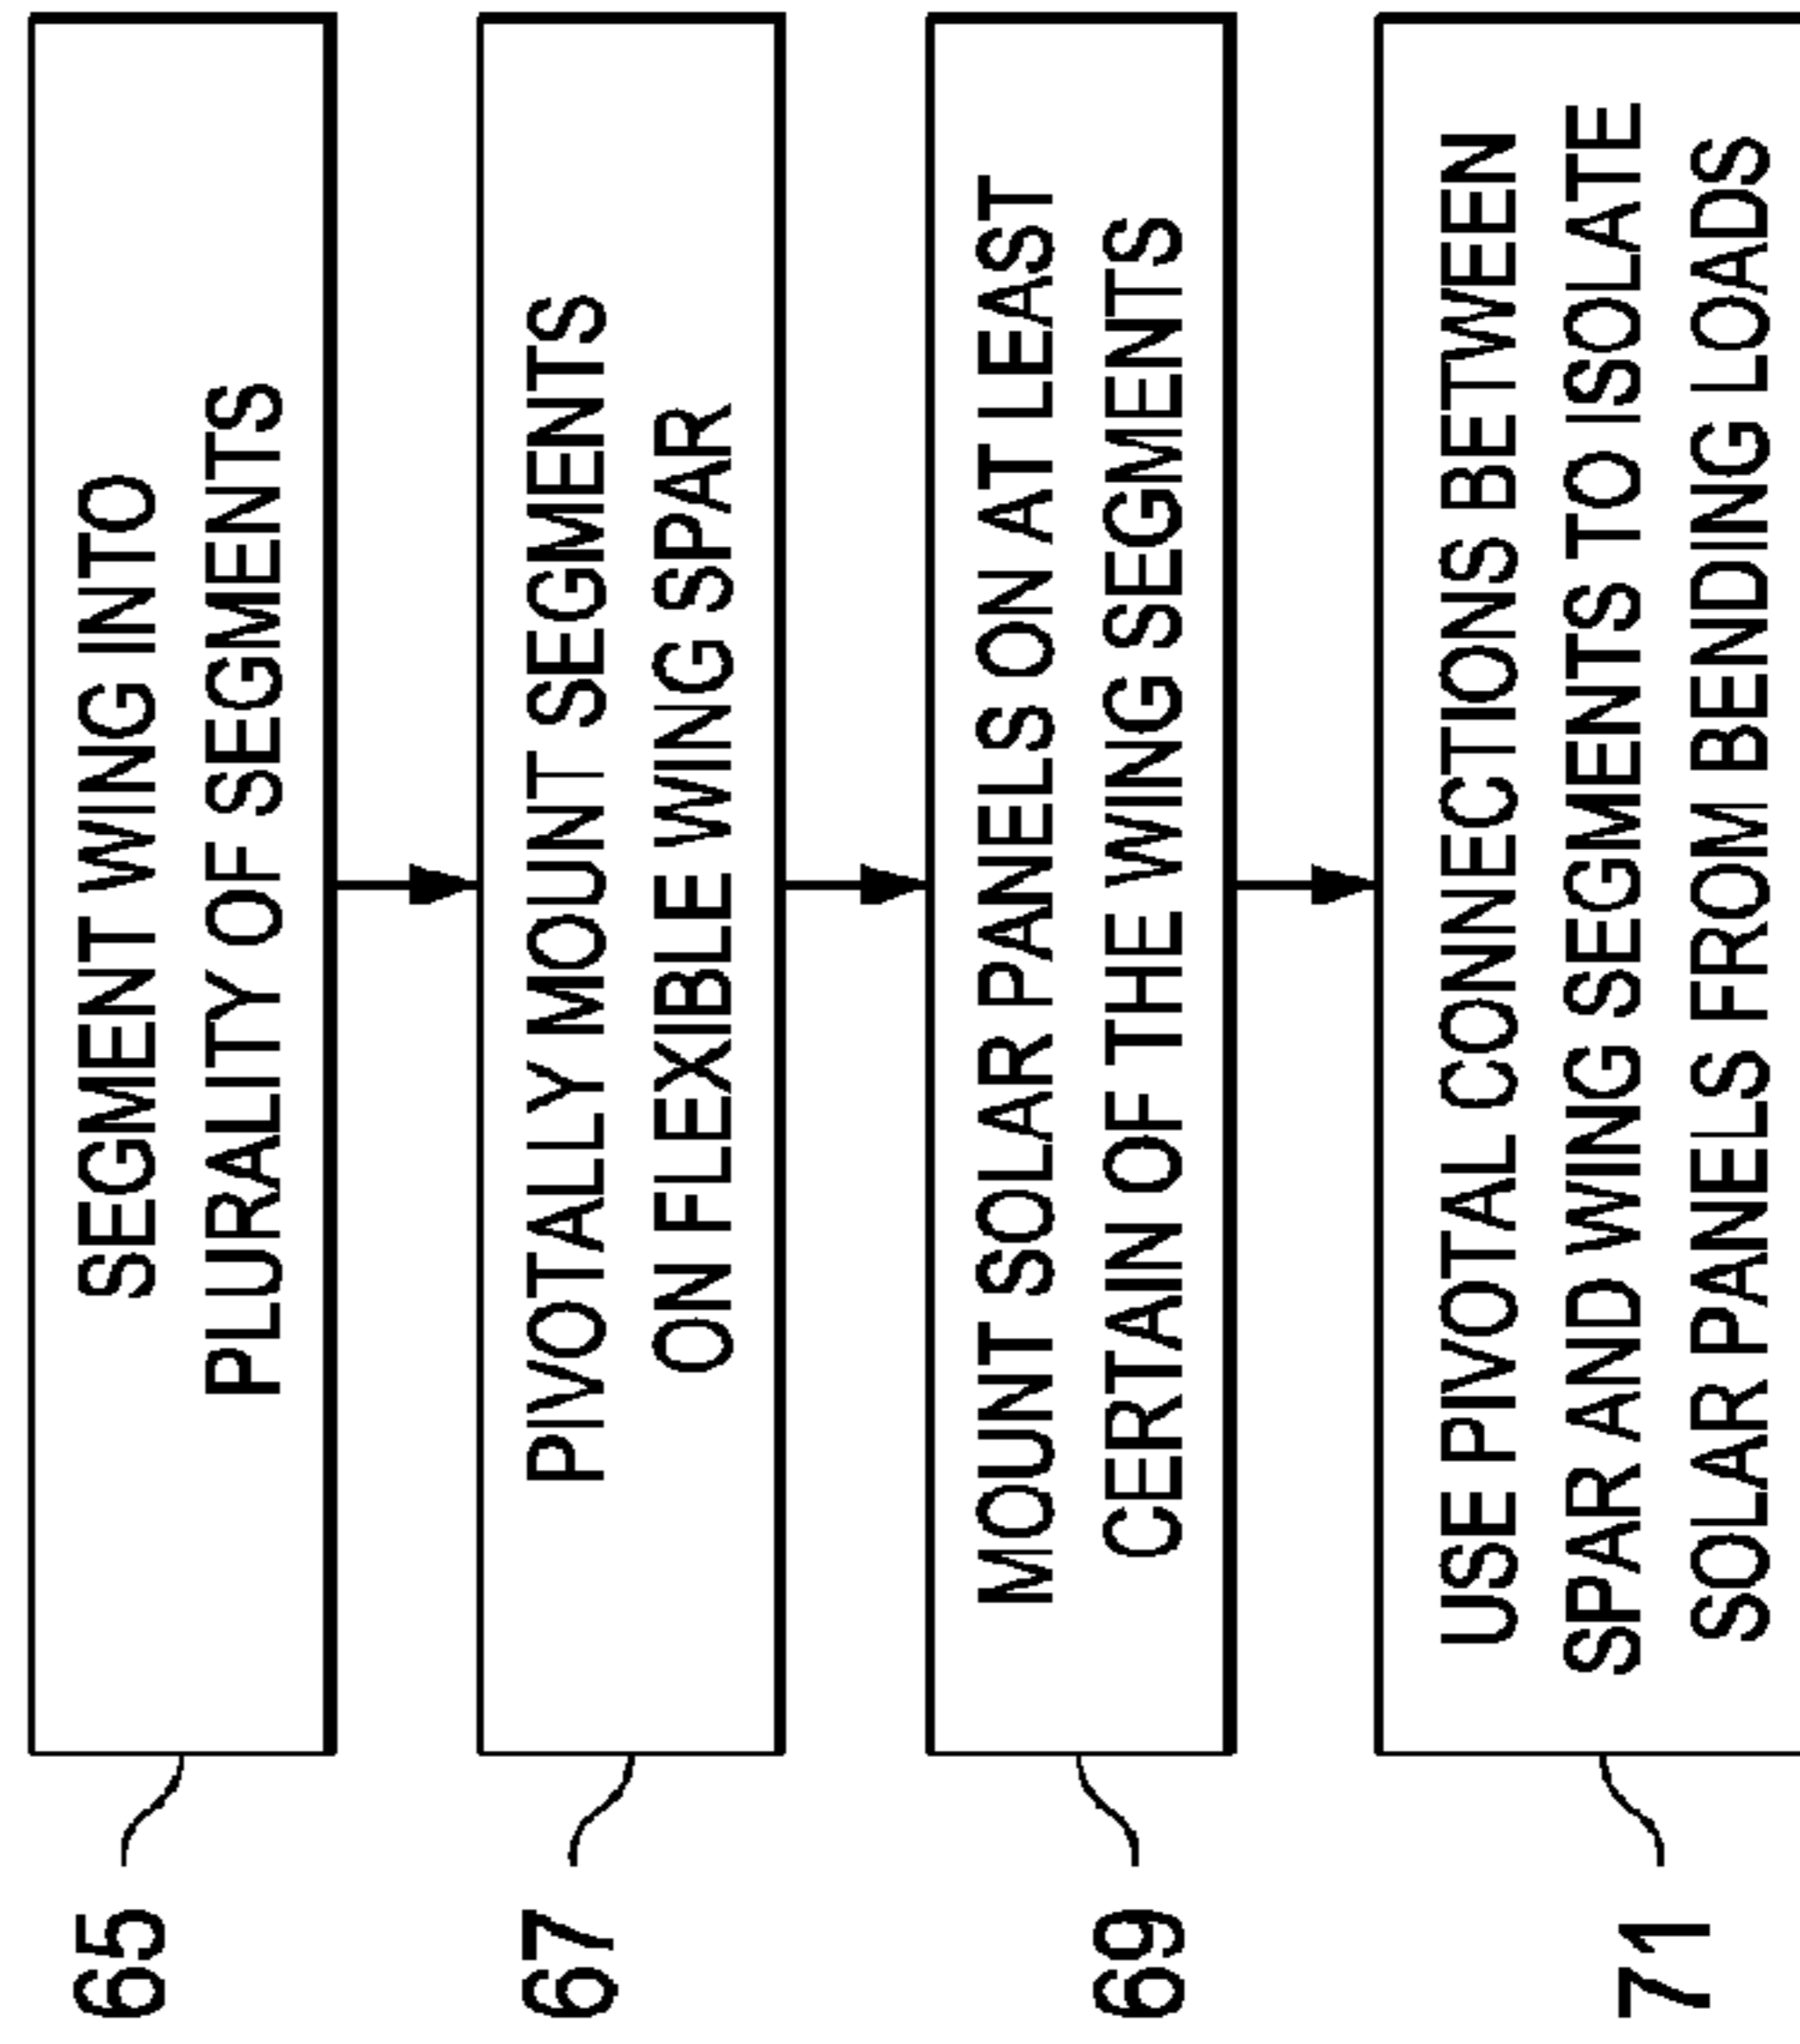 65
SEGMENT WING INTO
PLURALITY OF SEGMENTS
67
PIVOTALLY MOUNT SEGMENTS
ON FLEXIBLE WING SPAR
69
MOUNT SOLAR PANELS ON AT LEAST
CERTAIN OF THE WING SEGMENTS
71
USE PIVOTAL CONNECTIONS BETWEEN
SPAR AND WING SEGMENTS TO ISOLATE
SOLAR PANELS FROM BENDING LOADS